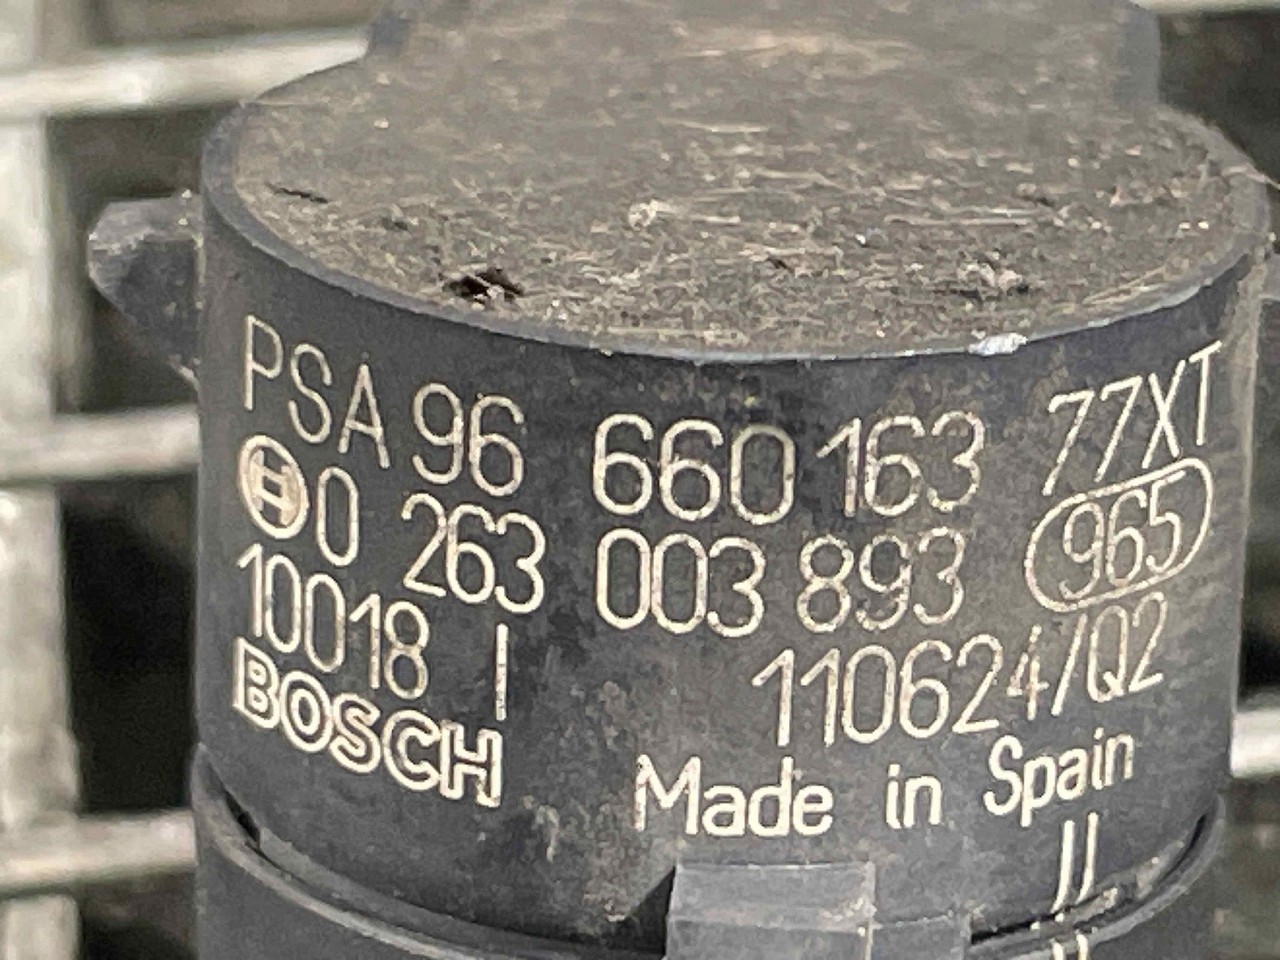 PSA 96 660 163 77XT
0 263 003 893 965
10018 | 110624/Q2
BOSCH Made in Spain